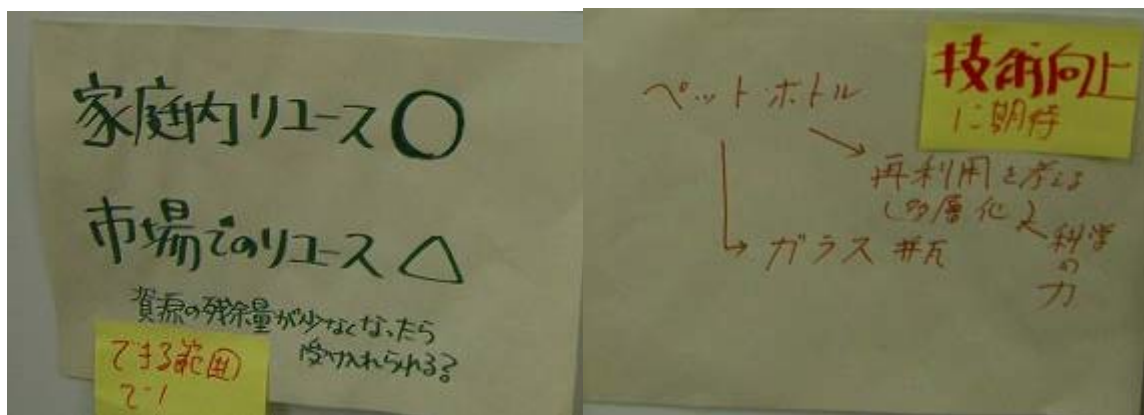 家庭内リユース○
市場でのリユース△
資源の残余量が少なくなったら
受け入れられる?
できる範囲
で!
技術向上
に期待
ペットボトル
再利用を考える
(多層化)
科学
の
力
ガラス瓶